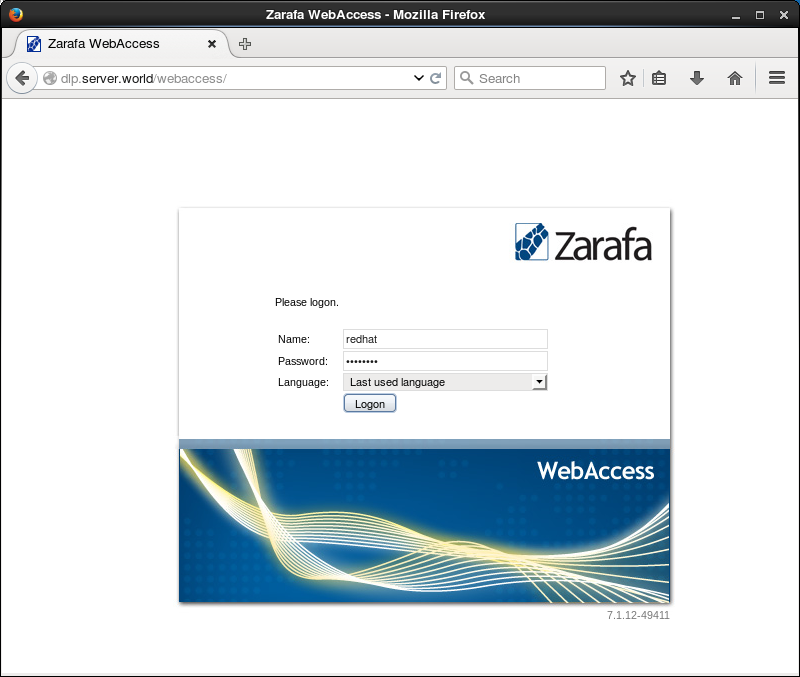 Zarafa WebAccess - Mozilla Firefox
Zarafa WebAccess
dlp.server.world/webaccess/
Search
Zarafa
Please logon.
Name: redhat
Password: ••••••••
Language: Last used language
Logon
WebAccess
7.1.12-49411